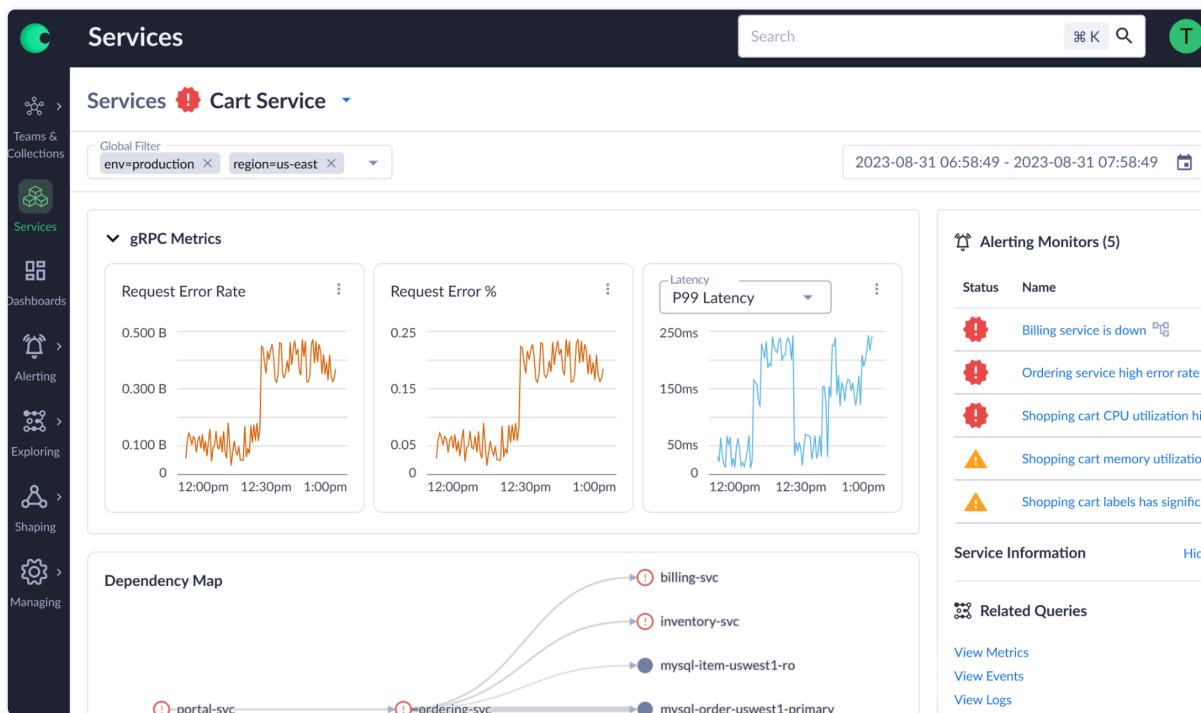 Services
Search
⌘ K
T
Teams &
Collections
Services
Dashboards
Alerting
Exploring
Shaping
Managing
Services Cart Service
Global Filter
env=production
region=us-east
2023-08-31 06:58:49 - 2023-08-31 07:58:49
gRPC Metrics
Request Error Rate
0.500 B
0.300 B
0.100 B
0
12:00pm 12:30pm 1:00pm
Request Error %
0.25
0.15
0.05
0
12:00pm 12:30pm 1:00pm
Latency
P99 Latency
250ms
150ms
50ms
0
12:00pm 12:30pm 1:00pm
Dependency Map
billing-svc
inventory-svc
mysql-item-uswest1-ro
portal-svc
ordering-svc
mysql-order-uswest1-primary
Alerting Monitors (5)
Status Name
Billing service is down
Ordering service high error rate
Shopping cart CPU utilization hi
Shopping cart memory utilizatio
Shopping cart labels has signific
Service Information
Hid
Related Queries
View Metrics
View Events
View Logs